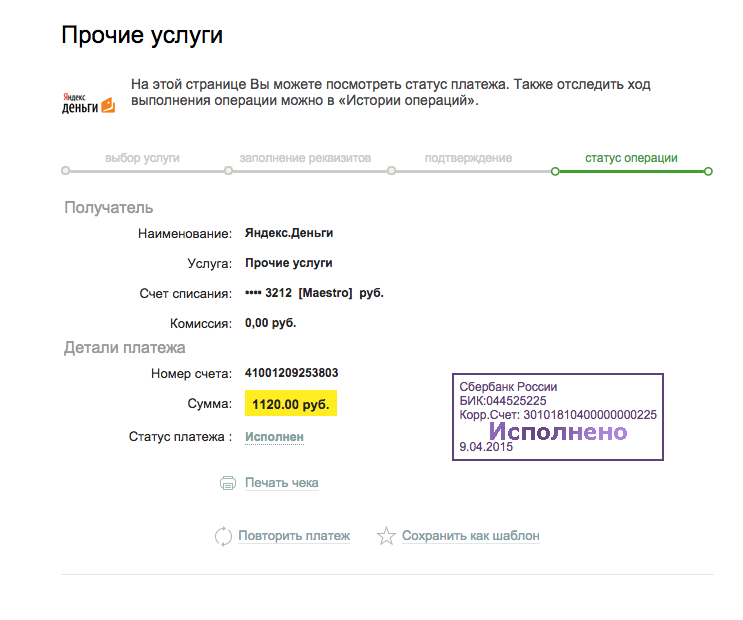 Прочие услуги
Яндекс
деньги
На этой странице Вы можете посмотреть статус платежа. Также отследить ход
выполнения операции можно в «Истории операций».
выбор услуги
заполнение реквизитов
подтверждение
статус операции
Получатель
Наименование: Яндекс.Деньги
Услуга: Прочие услуги
Счет списания: •••• 3212 [Maestro] руб.
Комиссия: 0,00 руб.
Детали платежа
Номер счета: 41001209253803
Сумма: 1120.00 руб.
Статус платежа : Исполнен
Сбербанк России
БИК:044525225
Корр.Счет: 30101810400000000225
Исполнено
9.04.2015
Печать чека
Повторить платеж
Сохранить как шаблон